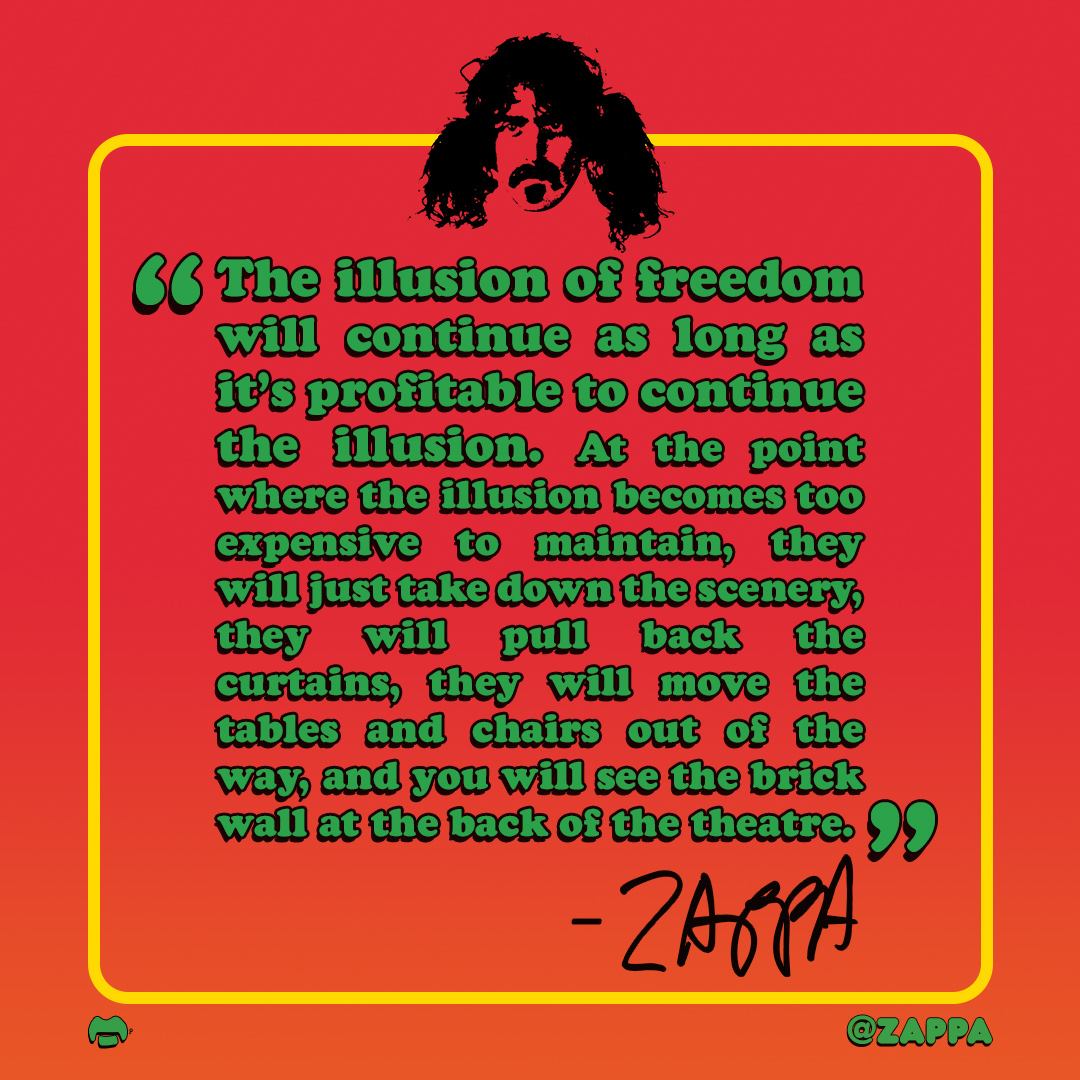 “The illusion of freedom
will continue as long as
it’s profitable to continue
the illusion. At the point
where the illusion becomes too
expensive to maintain, they
will just take down the scenery,
they will pull back the
curtains, they will move the
tables and chairs out of the
way, and you will see the brick
wall at the back of the theatre.”
– ZAPPA
@ZAPPA